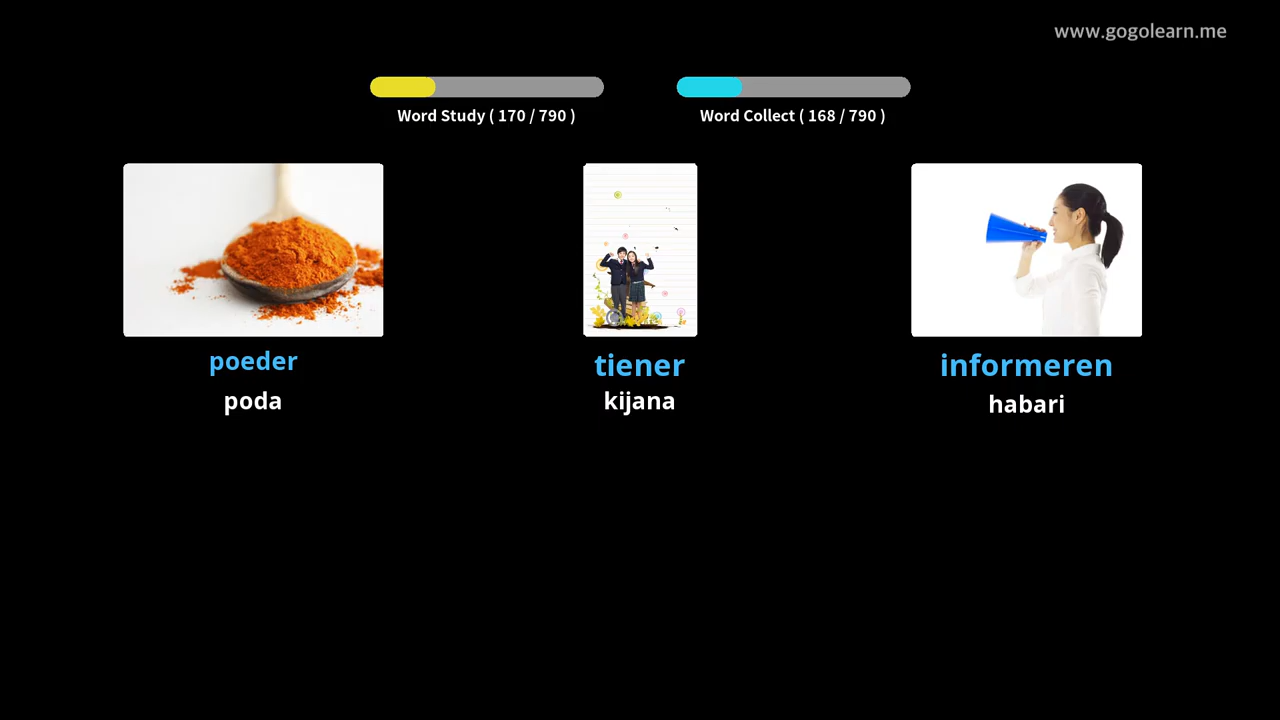 www.gogolearn.me
Word Study ( 170 / 790 )
Word Collect ( 168 / 790 )
poeder
tiener
informeren
poda
kijana
habari